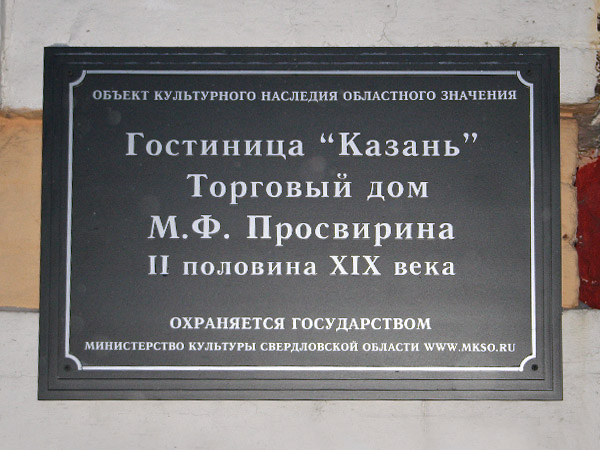 ОБЪЕКТ КУЛЬТУРНОГО НАСЛЕДИЯ ОБЛАСТНОГО ЗНАЧЕНИЯ
Гостиница “Казань”
Торговый дом
М.Ф. Просвирина
II половина XIX века
ОХРАНЯЕТСЯ ГОСУДАРСТВОМ
МИНИСТЕРСТВО КУЛЬТУРЫ СВЕРДЛОВСКОЙ ОБЛАСТИ WWW.MKSO.RU